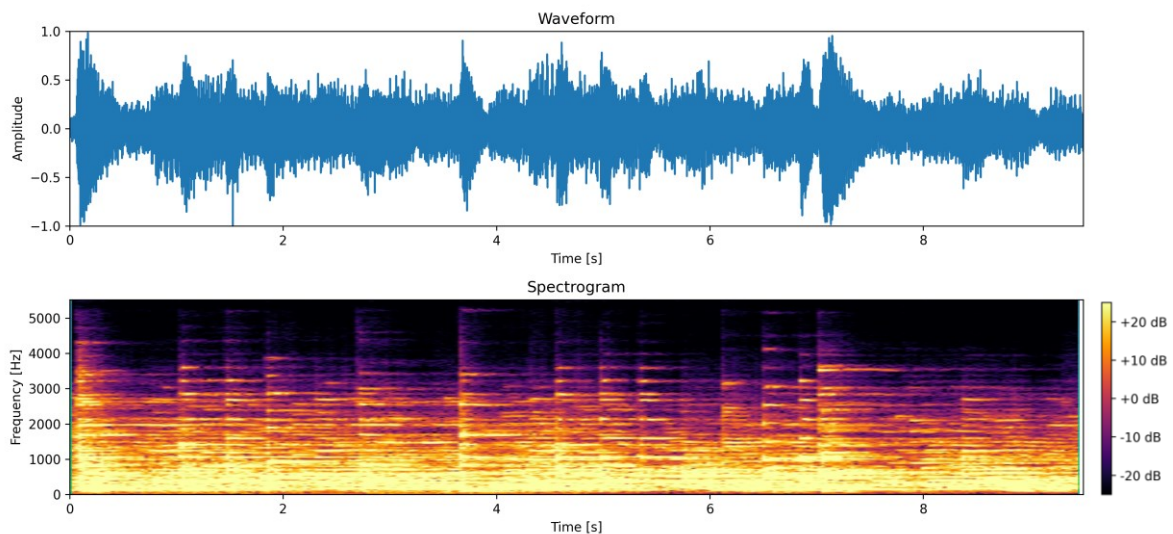 Waveform
1.0
0.5
0.0
−0.5
−1.0
Amplitude
0 2 4 6 8
Time [s]
Spectrogram
5000
4000
3000
2000
1000
0
Frequency [Hz]
0 2 4 6 8
Time [s]
+20 dB
+10 dB
+0 dB
-10 dB
-20 dB